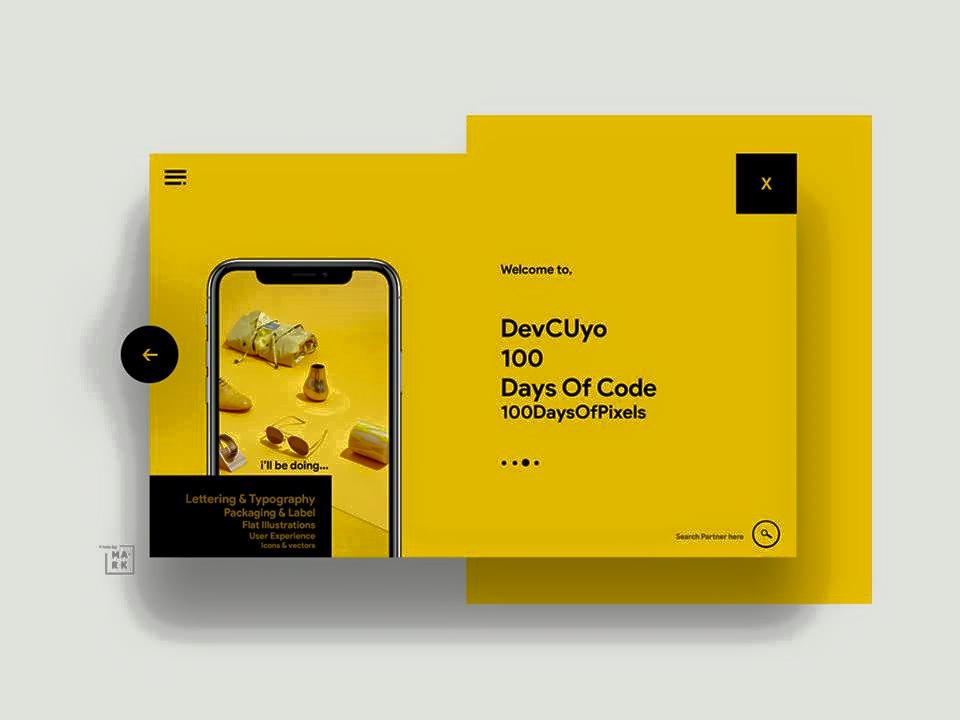 X
Welcome to,
DevCUyo
100
Days Of Code
100DaysOfPixels
i'll be doing...
Lettering & Typography
Packaging & Label
Flat Illustrations
User Experience
Icons & vectors
Search Partner here
MA
RK